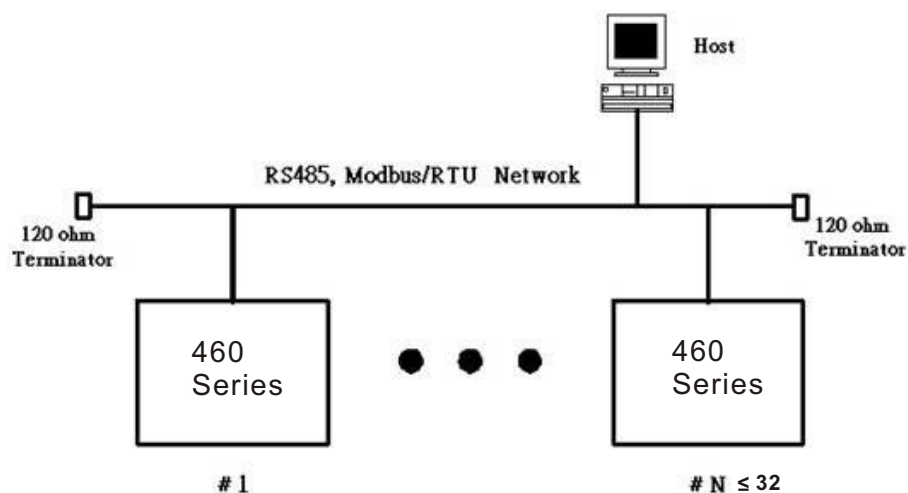 Host
RS485, Modbus/RTU Network
120 ohm
Terminator
120 ohm
Terminator
460
Series
460
Series
#1
#N ≤ 32